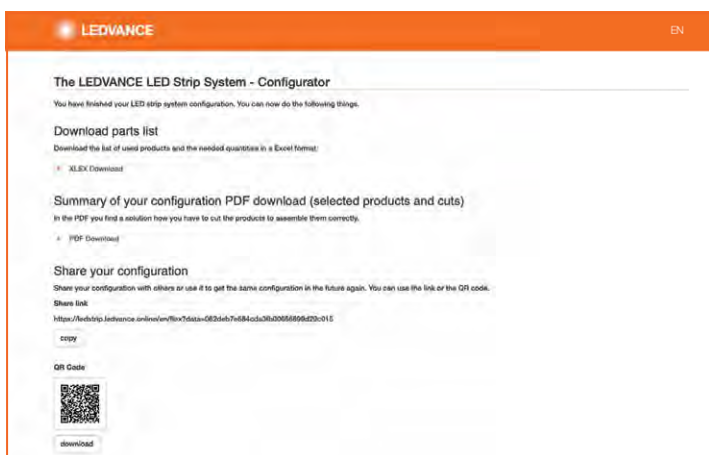 LEDVANCE
EN
The LEDVANCE LED Strip System - Configurator
You have finished your LED strip system configuration. You can now do the following things.
Download parts list
Download the list of used products and the needed quantities in a Excel format:
XLSX Download
Summary of your configuration PDF download (selected products and cuts)
In the PDF you find a solution how you have to cut the products to assemble them correctly.
PDF Download
Share your configuration
Share your configuration with others or use it to get the same configuration in the future again. You can use the link or the QR code.
Share link
copy
QR Code
download